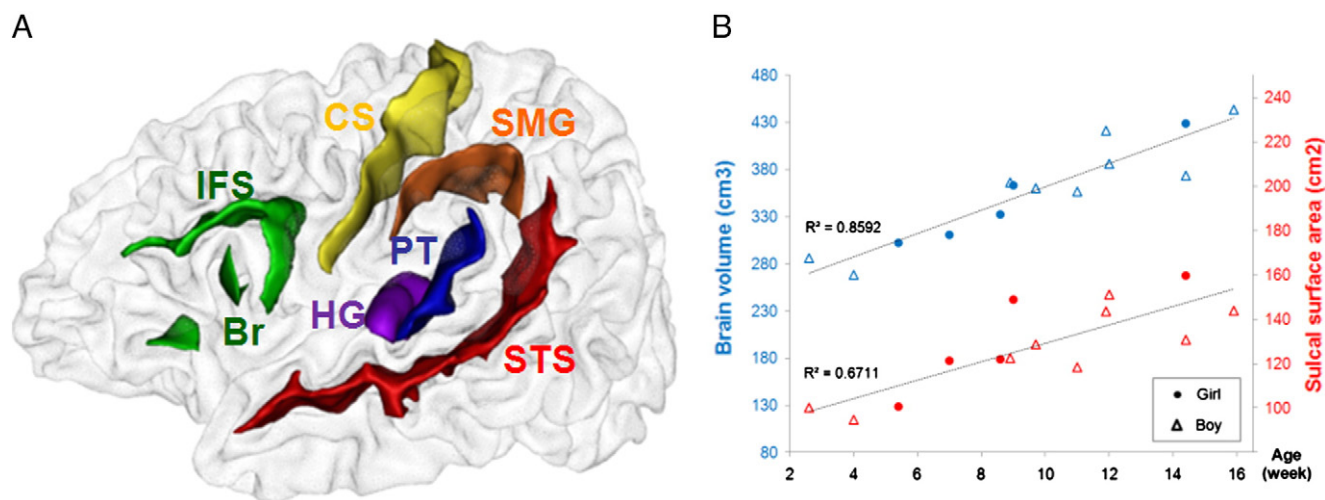 A
CS
SMG
IFS
PT
HG
Br
STS
B
Brain volume (cm3)
480
430
380
330
280
230
180
130
80
R² = 0.8592
R² = 0.6711
240
220
200
180
160
140
120
100
Sulcal surface area (cm2)
Girl
Boy
2 4 6 8 10 12 14 16
Age
(week)